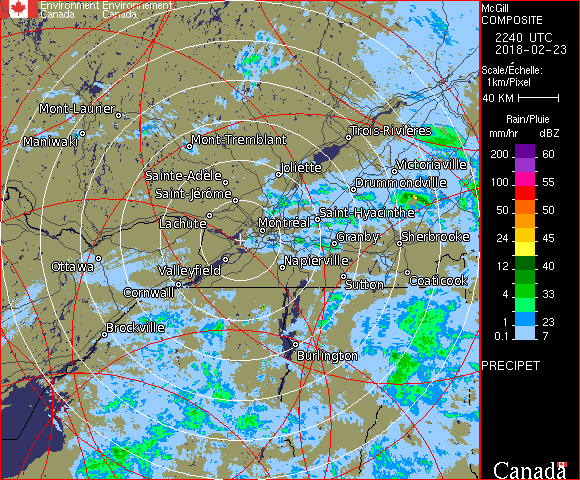 Environment Environnement
Canada Canada
McGill
COMPOSITE
2240 UTC
2018-02-23
Scale/Échelle:
1km/Pixel
40 KM
Rain/Pluie
mm/hr dBZ
200 60
100 55
50 50
24 45
12 40
4 33
1 23
0.1 7
PRECIPET
Canada
Mont-Laurier
Maniwaki
Mont-Tremblant
Trois-Rivières
Sainte-Adèle
Joliette
Victoriaville
Saint-Jérôme
Drummondville
Lachute
Montréal
Saint-Hyacinthe
Granby
Sherbrooke
Ottawa
Valleyfield
Napierville
Cornwall
Sutton
Coaticook
Brockville
Burlington